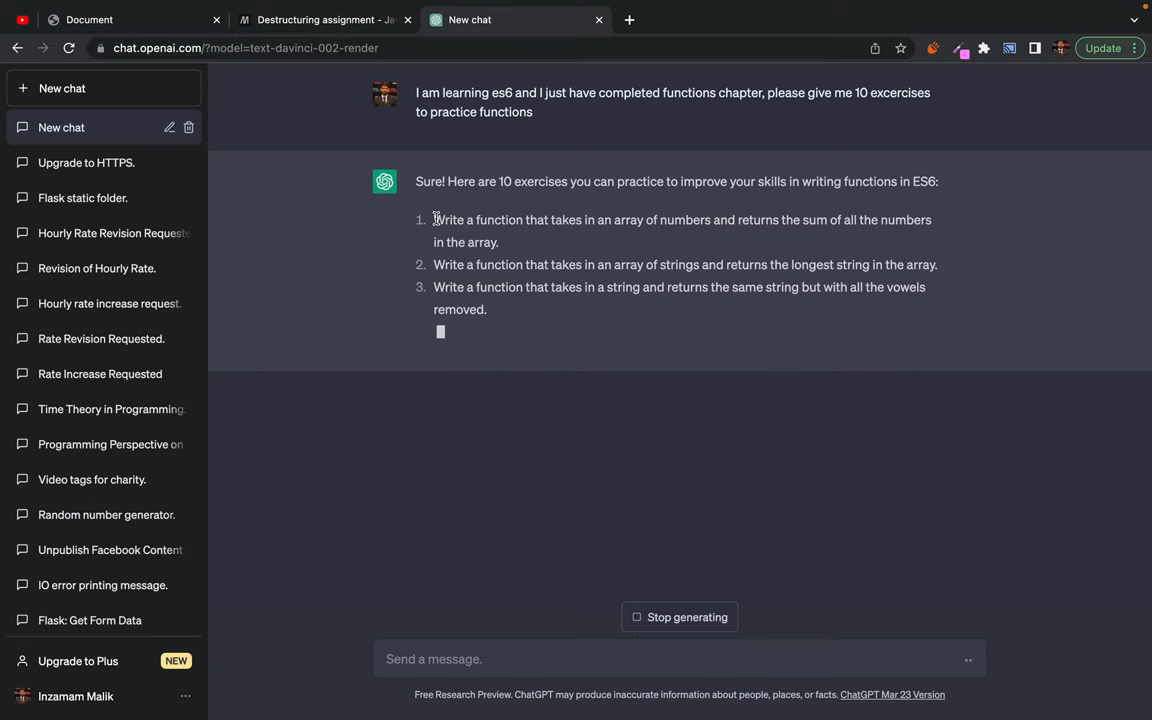 Document
Destructuring assignment - Ja
New chat
chat.openai.com/?model=text-davinci-002-render
Update
New chat
New chat
Upgrade to HTTPS.
Flask static folder.
Hourly Rate Revision Requeste
Revision of Hourly Rate.
Hourly rate increase request.
Rate Revision Requested.
Rate Increase Requested
Time Theory in Programming.
Programming Perspective on
Video tags for charity.
Random number generator.
Unpublish Facebook Content
IO error printing message.
Flask: Get Form Data
Upgrade to Plus NEW
Inzamam Malik
I am learning es6 and I just have completed functions chapter, please give me 10 excercises
to practice functions
Sure! Here are 10 exercises you can practice to improve your skills in writing functions in ES6:
1. Write a function that takes in an array of numbers and returns the sum of all the numbers
in the array.
2. Write a function that takes in an array of strings and returns the longest string in the array.
3. Write a function that takes in a string and returns the same string but with all the vowels
removed.
Stop generating
Send a message.
Free Research Preview. ChatGPT may produce inaccurate information about people, places, or facts. ChatGPT Mar 23 Version